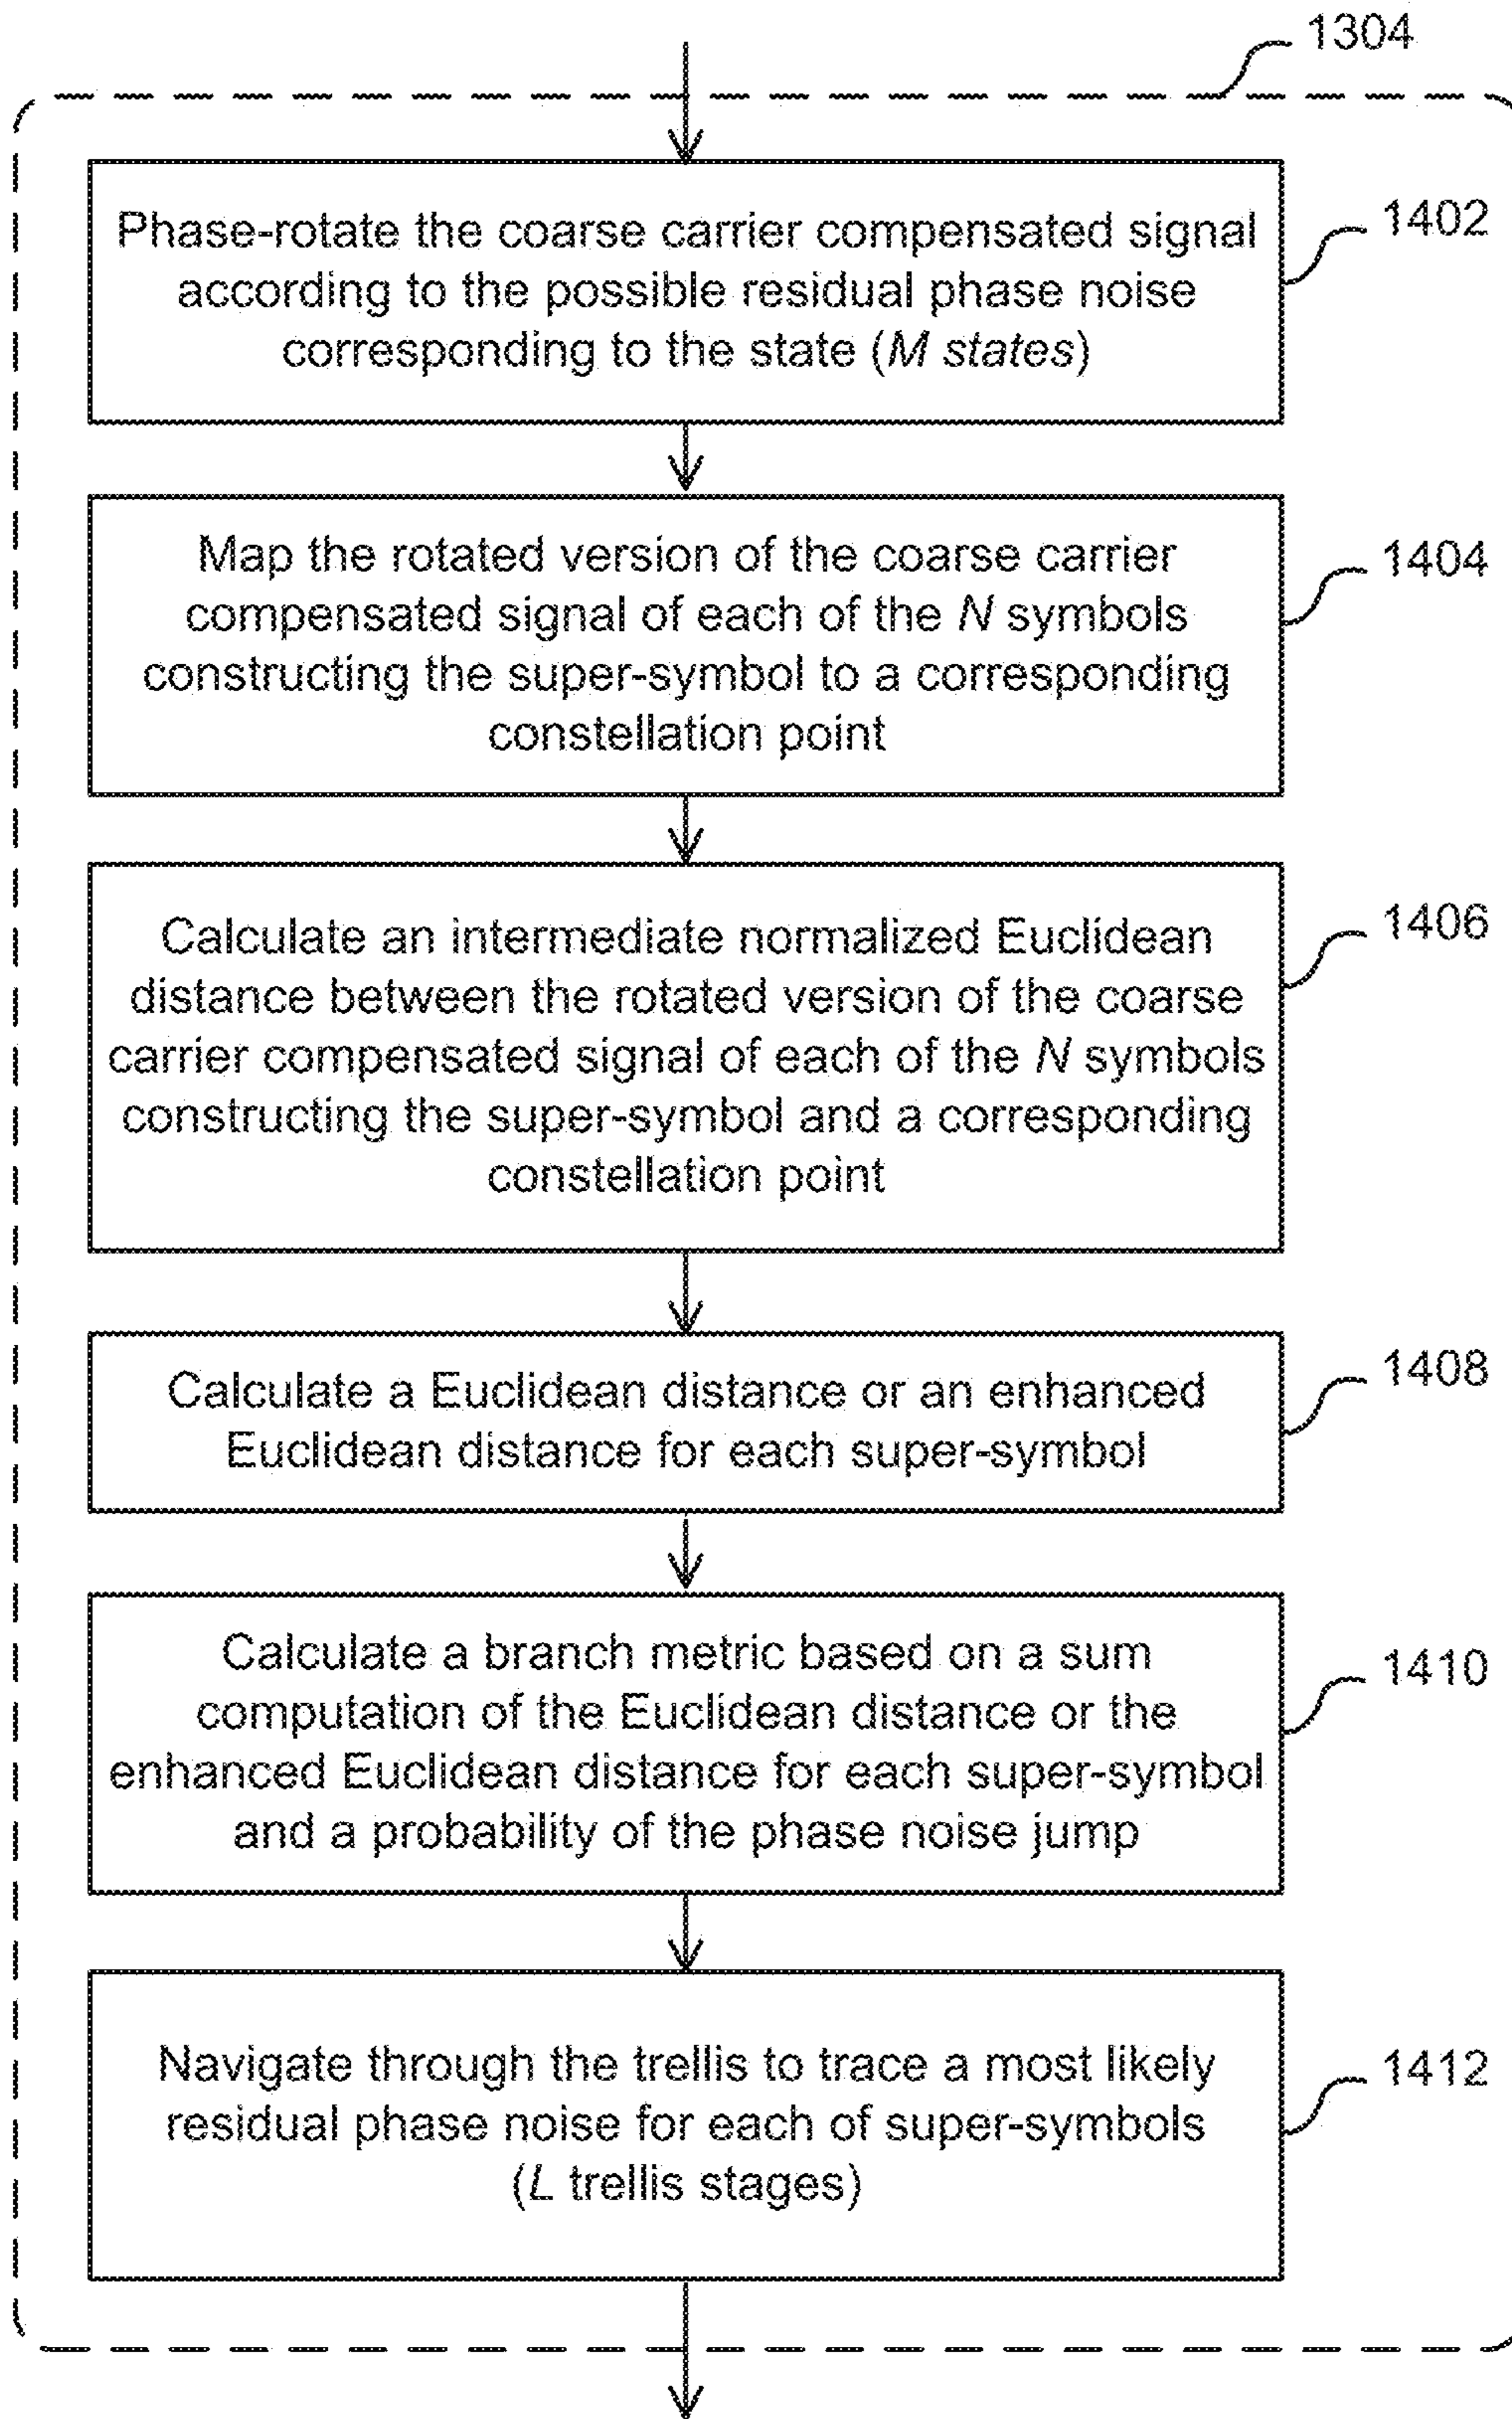 1304
Phase-rotate the coarse carrier compensated signal
according to the possible residual phase noise
corresponding to the state (M states)
1402
Map the rotated version of the coarse carrier
compensated signal of each of the N symbols
constructing the super-symbol to a corresponding
constellation point
1404
Calculate an intermediate normalized Euclidean
distance between the rotated version of the coarse
carrier compensated signal of each of the N symbols
constructing the super-symbol and a corresponding
constellation point
1406
Calculate a Euclidean distance or an enhanced
Euclidean distance for each super-symbol
1408
Calculate a branch metric based on a sum
computation of the Euclidean distance or the
enhanced Euclidean distance for each super-symbol
and a probability of the phase noise jump
1410
Navigate through the trellis to trace a most likely
residual phase noise for each of super-symbols
(L trellis stages)
1412